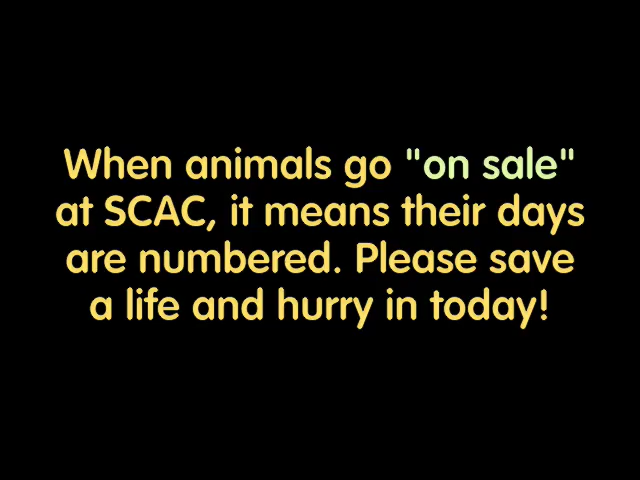 When animals go "on sale"
at SCAC, it means their days
are numbered. Please save
a life and hurry in today!